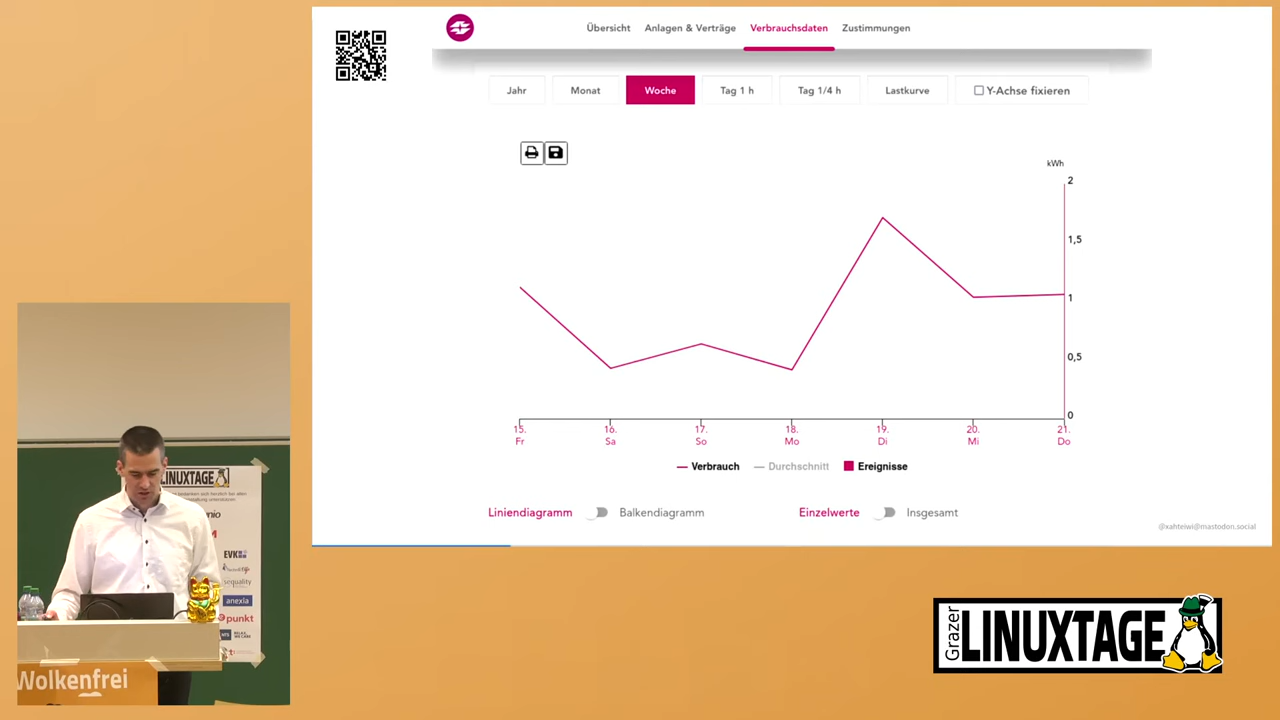 Übersicht
Anlagen & Verträge
Verbrauchsdaten
Zustimmungen
Jahr
Monat
Woche
Tag 1 h
Tag 1/4 h
Lastkurve
Y-Achse fixieren
kWh
2
1,5
1
0,5
0
15. Fr
16. Sa
17. So
18. Mo
19. Di
20. Mi
21. Do
Verbrauch
Durchschnitt
Ereignisse
Liniendiagramm
Balkendiagramm
Einzelwerte
Insgesamt
@xahteiwi@mastodon.social
LINUXTAGE
EVK
sequality
anexia
punkt
Wolkenfrei
Grazer
LINUXTAGE